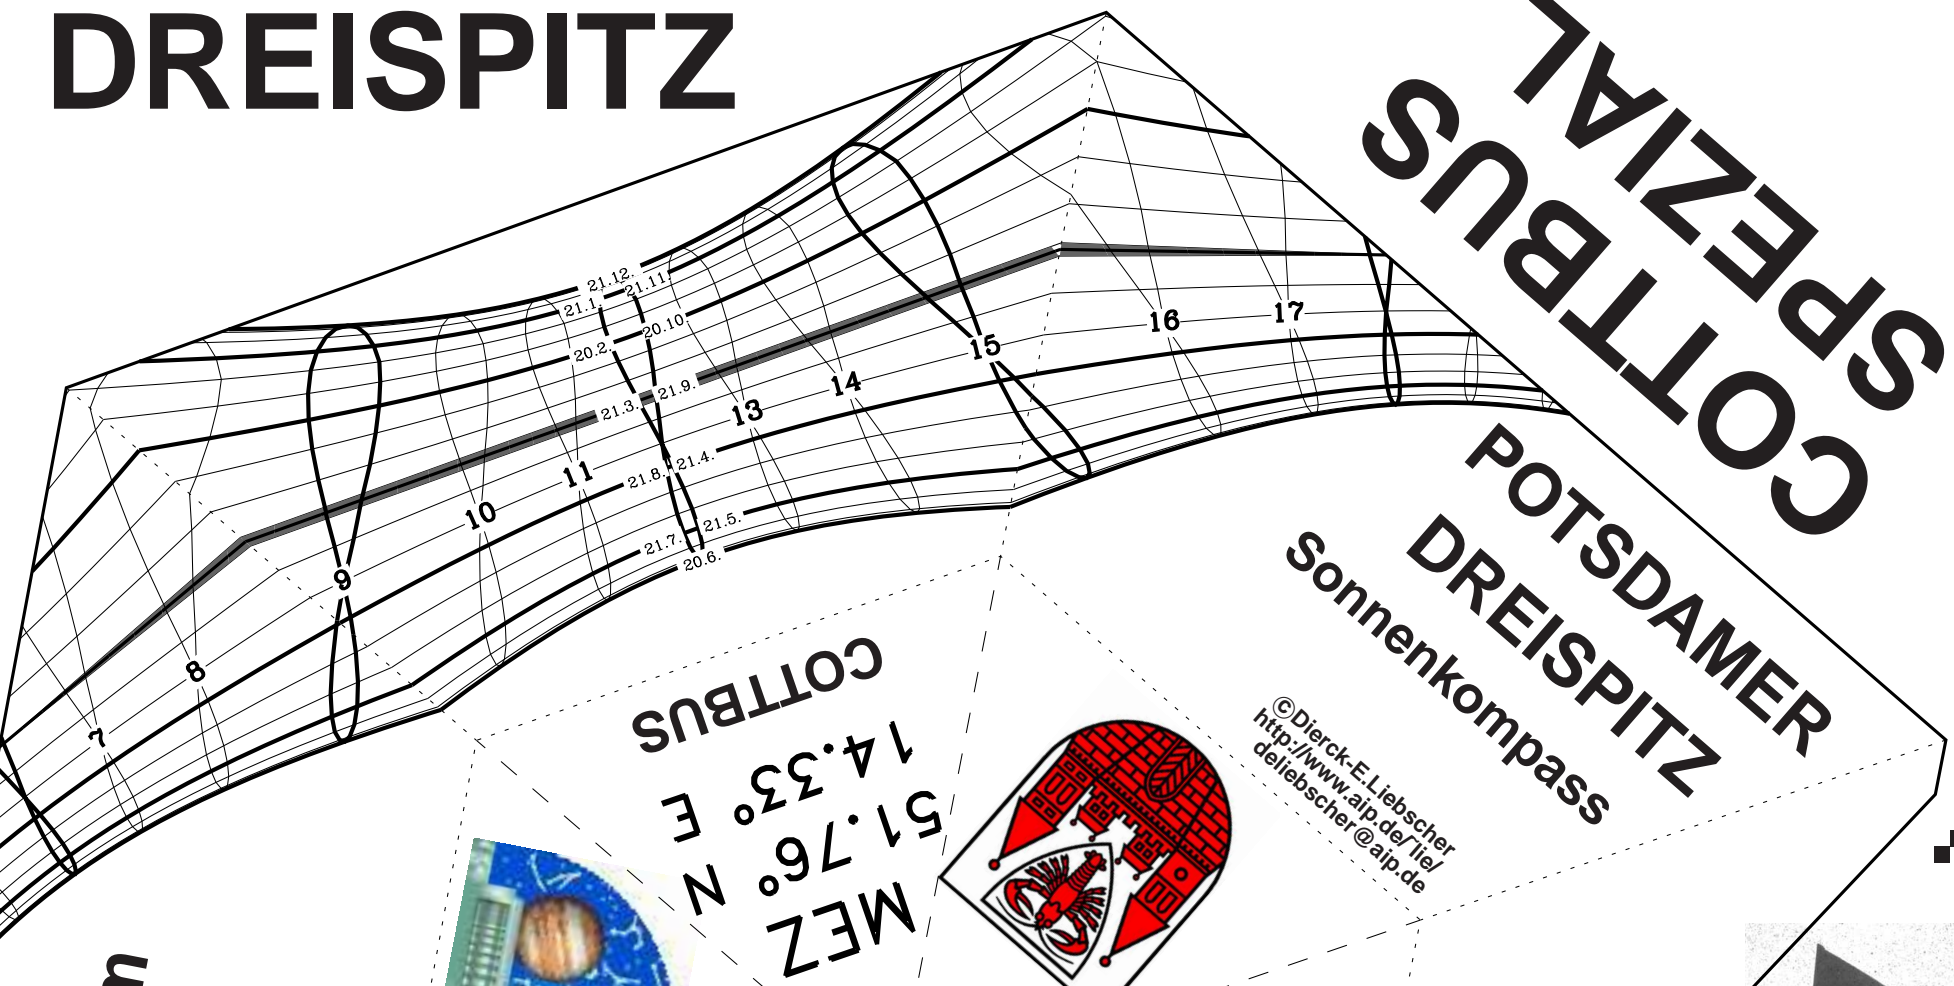 DREISPITZ
COTTBUS
SPEZIAL
21.12.
21.1.
21.11.
20.10.
20.2.
21.9.
21.3.
21.4.
21.8.
21.5.
21.7.
20.6.
7
8
9
10
11
13
14
15
16
17
POTSDAMER
DREISPITZ
Sonnenkompass
©Dierck-E.Liebscher
http://www.aip.de/~lie/
deliebscher@aip.de
MEZ
51.76° N
14.33° E
COTTBUS